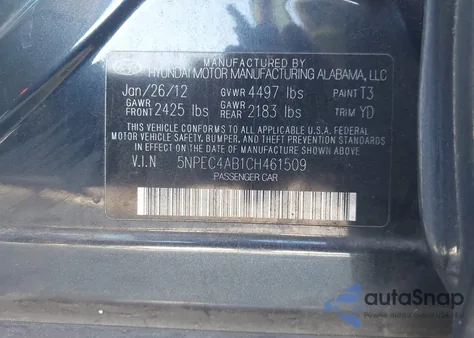 MANUFACTURED BY
HYUNDAI MOTOR MANUFACTURING ALABAMA, LLC
Jan/26/12 GVWR 4497 lbs PAINT T3
GAWR FRONT 2425 lbs GAWR REAR 2183 lbs TRIM YD
THIS VEHICLE CONFORMS TO ALL APPLICABLE U.S.A. FEDERAL
MOTOR VEHICLE SAFETY, BUMPER, AND THEFT PREVENTION STANDARDS
IN EFFECT ON THE DATE OF MANUFACTURE SHOWN ABOVE.
V.I.N 5NPEC4AB1CH461509
PASSENGER CAR
autoSnap